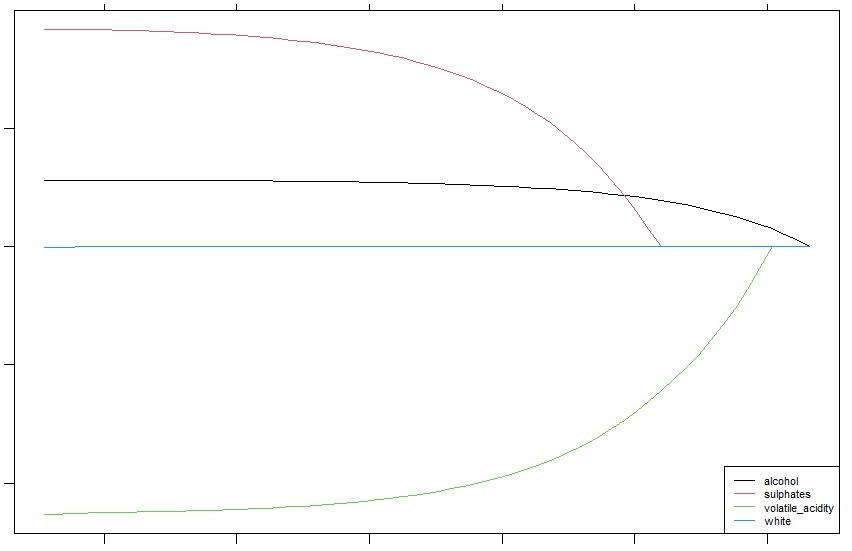 alcohol
sulphates
volatile_acidity
white